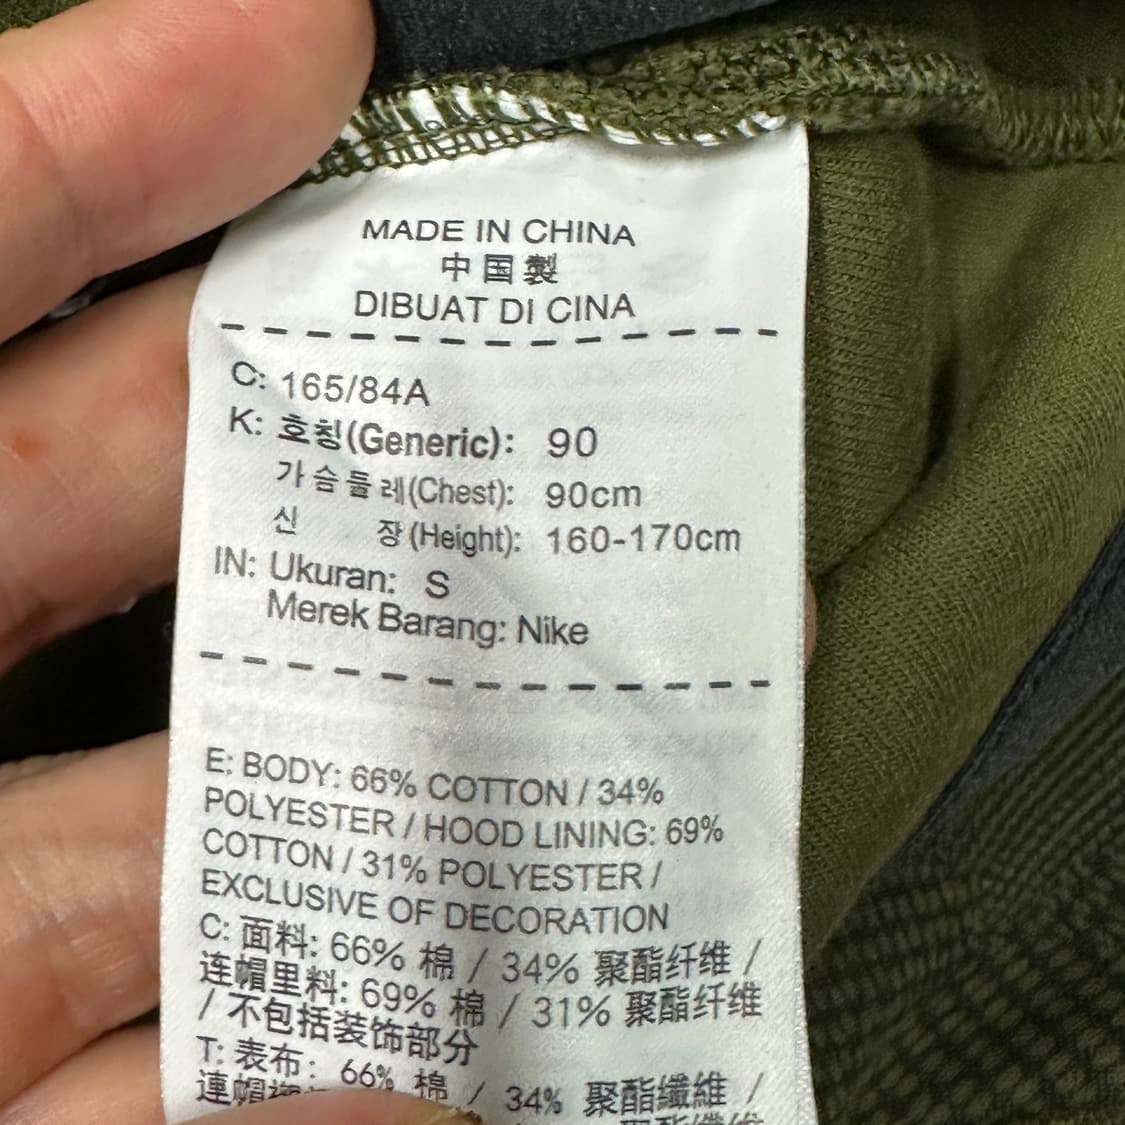 MADE IN CHINA
中国製
DIBUAT DI CINA
C: 165/84A
K: 호칭(Generic): 90
가슴들레(Chest): 90cm
신 장(Height): 160-170cm
IN: Ukuran: S
Merek Barang: Nike
E: BODY: 66% COTTON / 34%
POLYESTER / HOOD LINING: 69%
COTTON / 31% POLYESTER /
EXCLUSIVE OF DECORATION
C: 面料: 66% 棉 / 34% 聚酯纤维 /
连帽里料: 69% 棉 / 31% 聚酯纤维
/ 不包括装饰部分
T: 表布: 66% 棉 / 34% 聚酯纖維 /
連帽